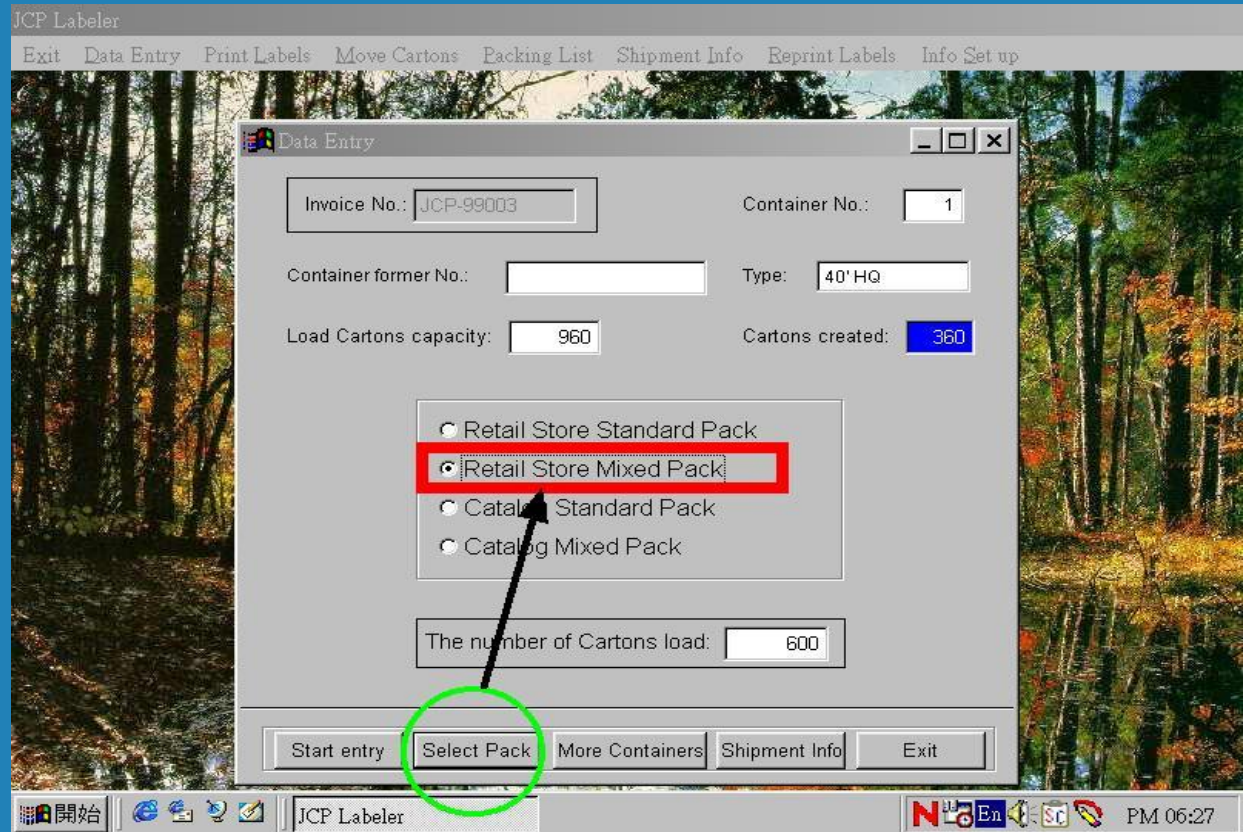 JCP Labeler
Exit Data Entry Print Labels Move Cartons Packing List Shipment Info Reprint Labels Info Set up
Data Entry
Invoice No.: JCP-99003 Container No.: 1
Container former No.: Type: 40' HQ
Load Cartons capacity: 960 Cartons created: 360
Retail Store Standard Pack
Retail Store Mixed Pack
Catalog Standard Pack
Catalog Mixed Pack
The number of Cartons load: 600
Start entry Select Pack More Containers Shipment Info Exit
開始 JCP Labeler N En SC PM 06:27